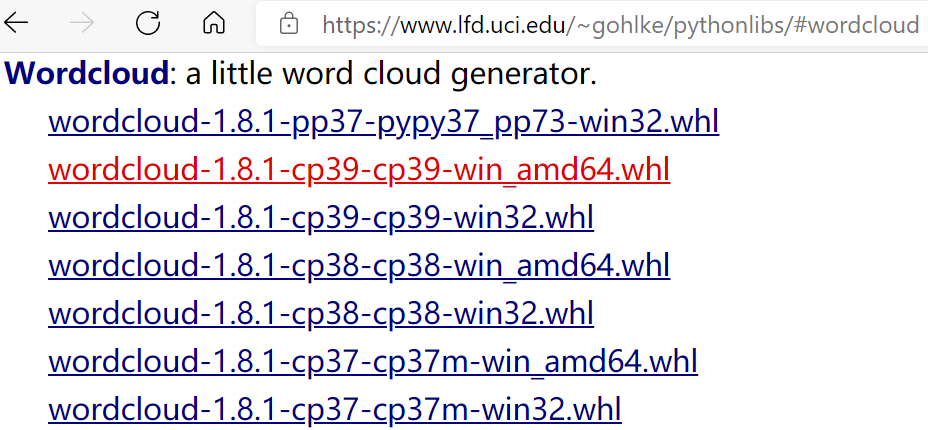 https://www.lfd.uci.edu/~gohlke/pythonlibs/#wordcloud
Wordcloud: a little word cloud generator.
wordcloud-1.8.1-pp37-pypy37_pp73-win32.whl
wordcloud-1.8.1-cp39-cp39-win_amd64.whl
wordcloud-1.8.1-cp39-cp39-win32.whl
wordcloud-1.8.1-cp38-cp38-win_amd64.whl
wordcloud-1.8.1-cp38-cp38-win32.whl
wordcloud-1.8.1-cp37-cp37m-win_amd64.whl
wordcloud-1.8.1-cp37-cp37m-win32.whl